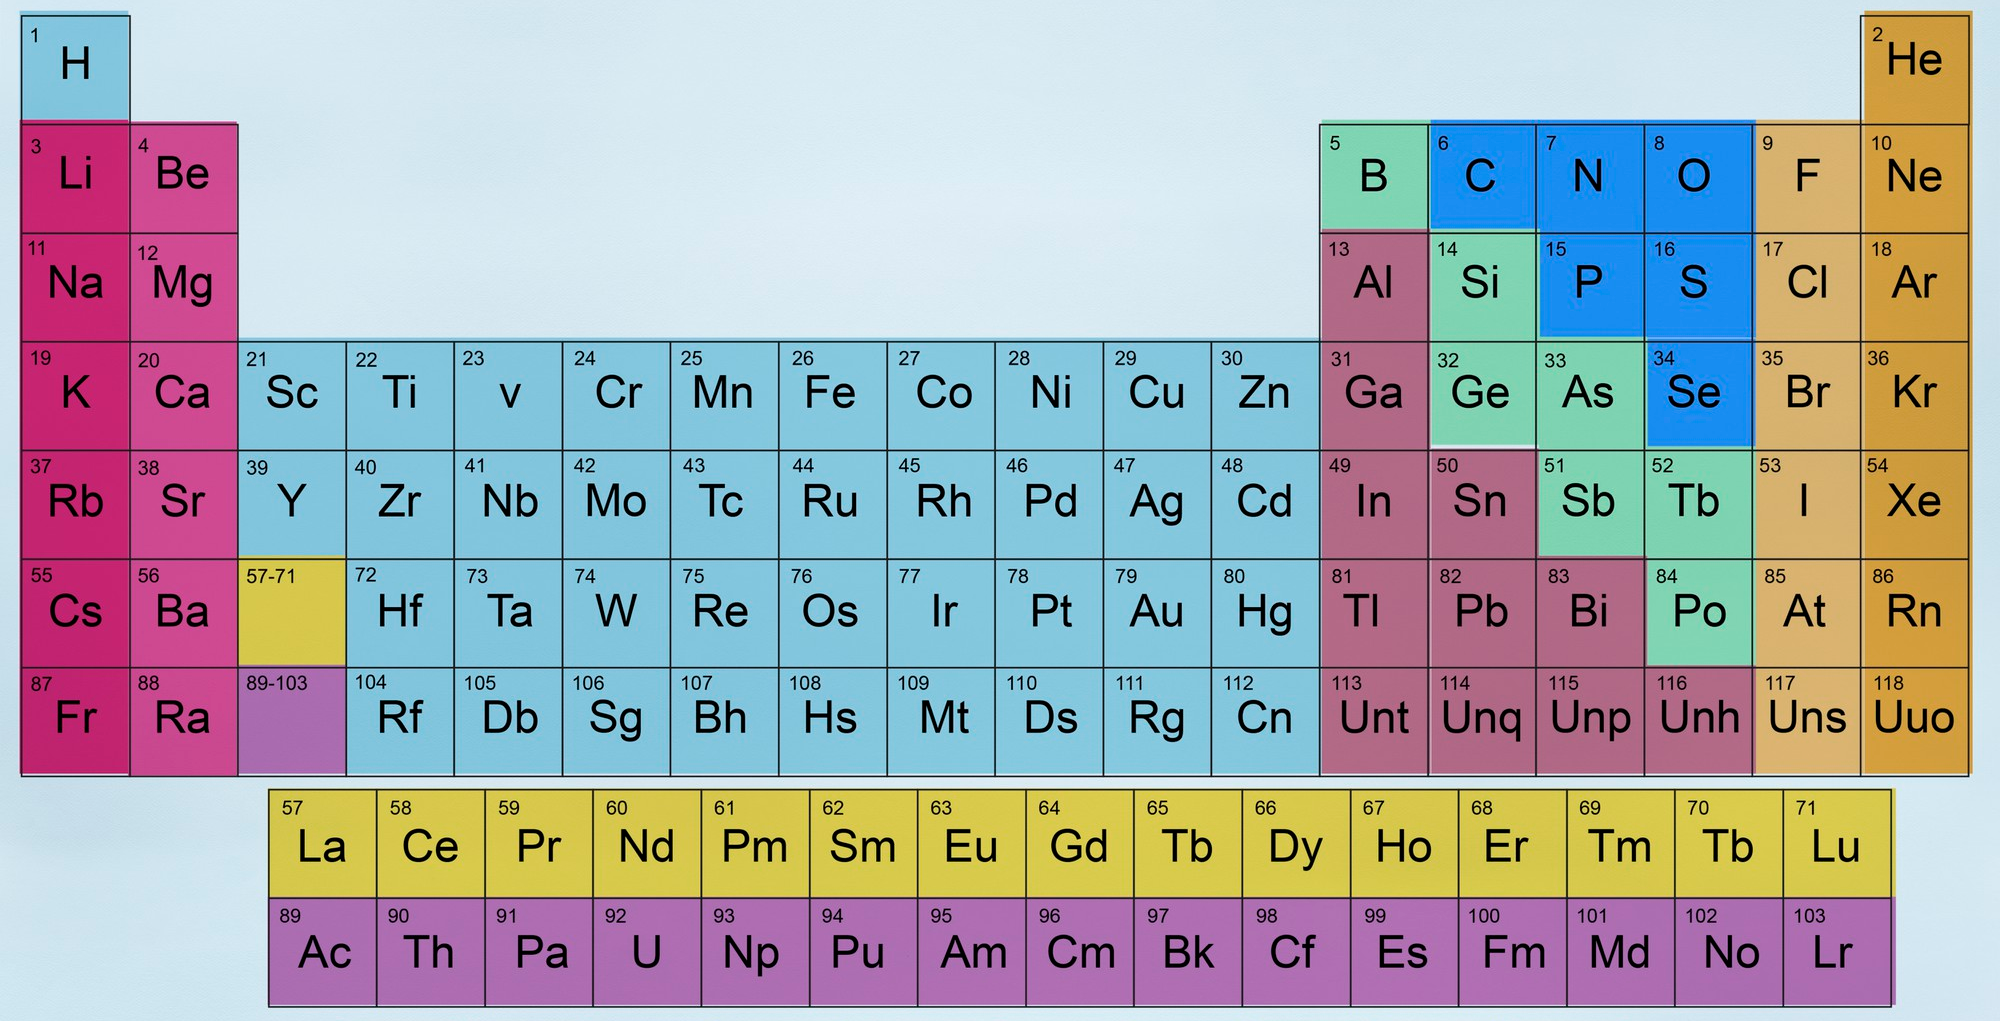 1 H 2 He
3 Li 4 Be 5 B 6 C 7 N 8 O 9 F 10 Ne
11 Na 12 Mg 13 Al 14 Si 15 P 16 S 17 Cl 18 Ar
19 K 20 Ca 21 Sc 22 Ti 23 v 24 Cr 25 Mn 26 Fe 27 Co 28 Ni 29 Cu 30 Zn 31 Ga 32 Ge 33 As 34 Se 35 Br 36 Kr
37 Rb 38 Sr 39 Y 40 Zr 41 Nb 42 Mo 43 Tc 44 Ru 45 Rh 46 Pd 47 Ag 48 Cd 49 In 50 Sn 51 Sb 52 Tb 53 I 54 Xe
55 Cs 56 Ba 57-71 72 Hf 73 Ta 74 W 75 Re 76 Os 77 Ir 78 Pt 79 Au 80 Hg 81 Tl 82 Pb 83 Bi 84 Po 85 At 86 Rn
87 Fr 88 Ra 89-103 104 Rf 105 Db 106 Sg 107 Bh 108 Hs 109 Mt 110 Ds 111 Rg 112 Cn 113 Unt 114 Unq 115 Unp 116 Unh 117 Uns 118 Uuo
57 La 58 Ce 59 Pr 60 Nd 61 Pm 62 Sm 63 Eu 64 Gd 65 Tb 66 Dy 67 Ho 68 Er 69 Tm 70 Tb 71 Lu
89 Ac 90 Th 91 Pa 92 U 93 Np 94 Pu 95 Am 96 Cm 97 Bk 98 Cf 99 Es 100 Fm 101 Md 102 No 103 Lr